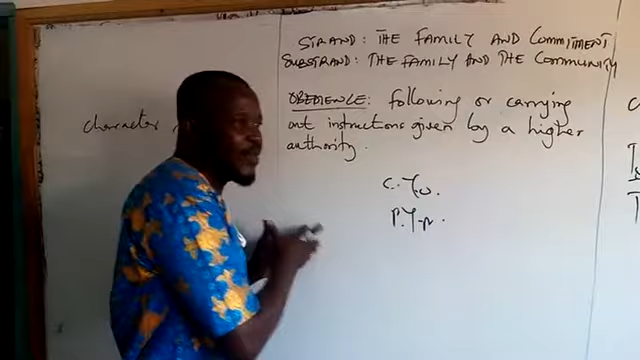 STRAND: THE FAMILY AND COMMITMENT
SUBSTRAND: THE FAMILY AND THE COMMUNITY
OBEDIENCE: Following or carrying
out instructions given by a higher
authority.
character
C.Y.O.
P.Y.P.